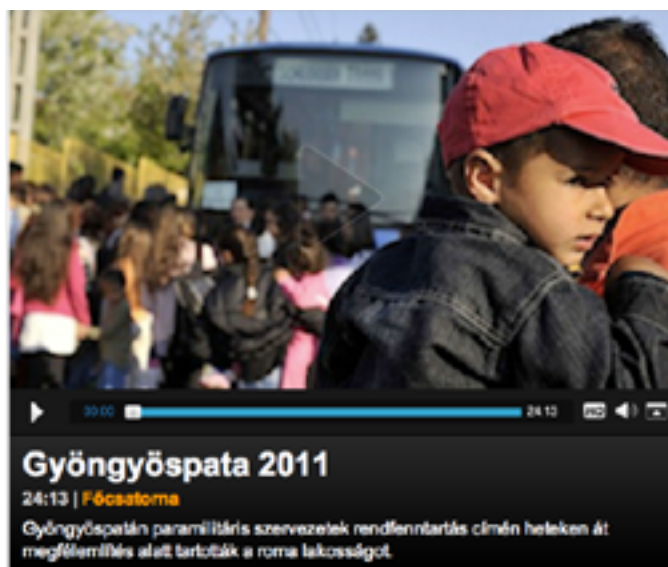 00:00
24:13
HD
Gyöngyöspata 2011
24:13 | Főcsatorna
Gyöngyöspatán paramilitáris szervezetek rendfenntartás címén heteken át
megfélemlítés alatt tartották a roma lakosságot.